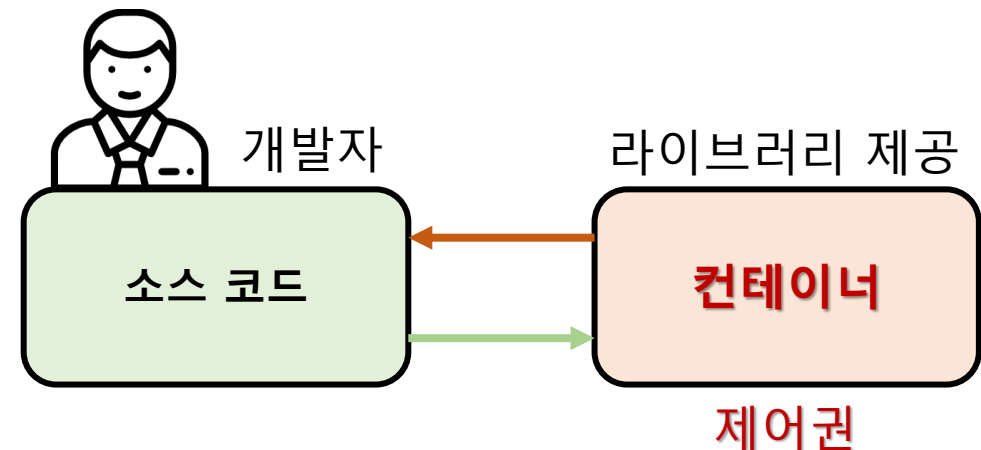 개발자
라이브러리 제공
소스 코드
컨테이너
제어권